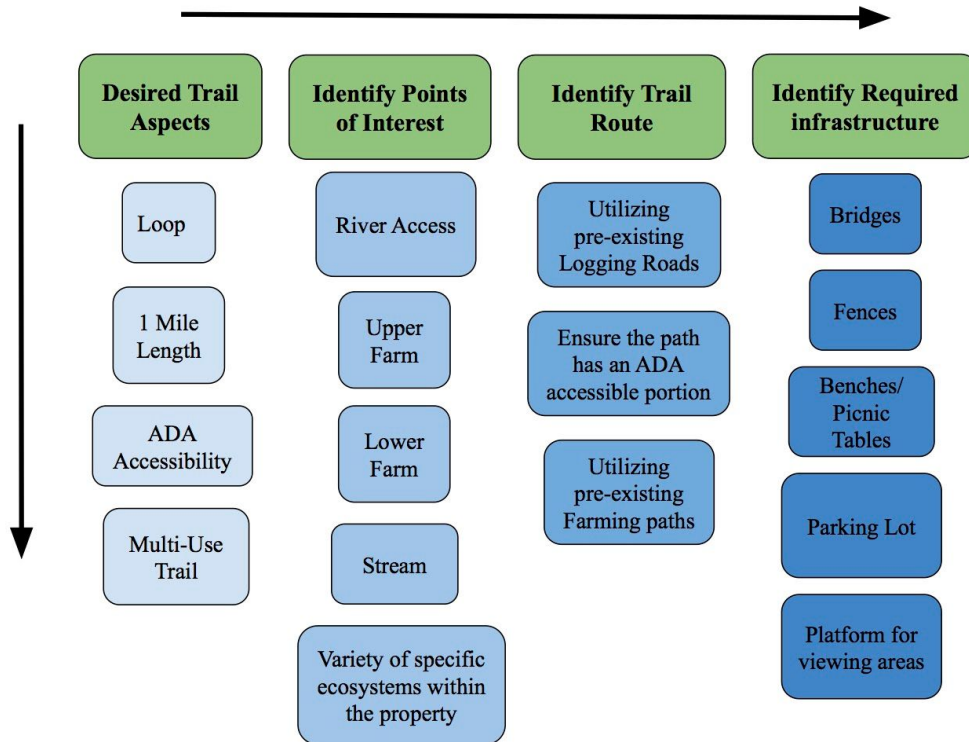 Desired Trail
Aspects
Loop
1 Mile
Length
ADA
Accessibility
Multi-Use
Trail
Identify Points
of Interest
River Access
Upper
Farm
Lower
Farm
Stream
Variety of specific
ecosystems within
the property
Identify Trail
Route
Utilizing
pre-existing
Logging Roads
Ensure the path
has an ADA
accessible portion
Utilizing
pre-existing
Farming paths
Identify Required
infrastructure
Bridges
Fences
Benches/
Picnic
Tables
Parking Lot
Platform for
viewing areas